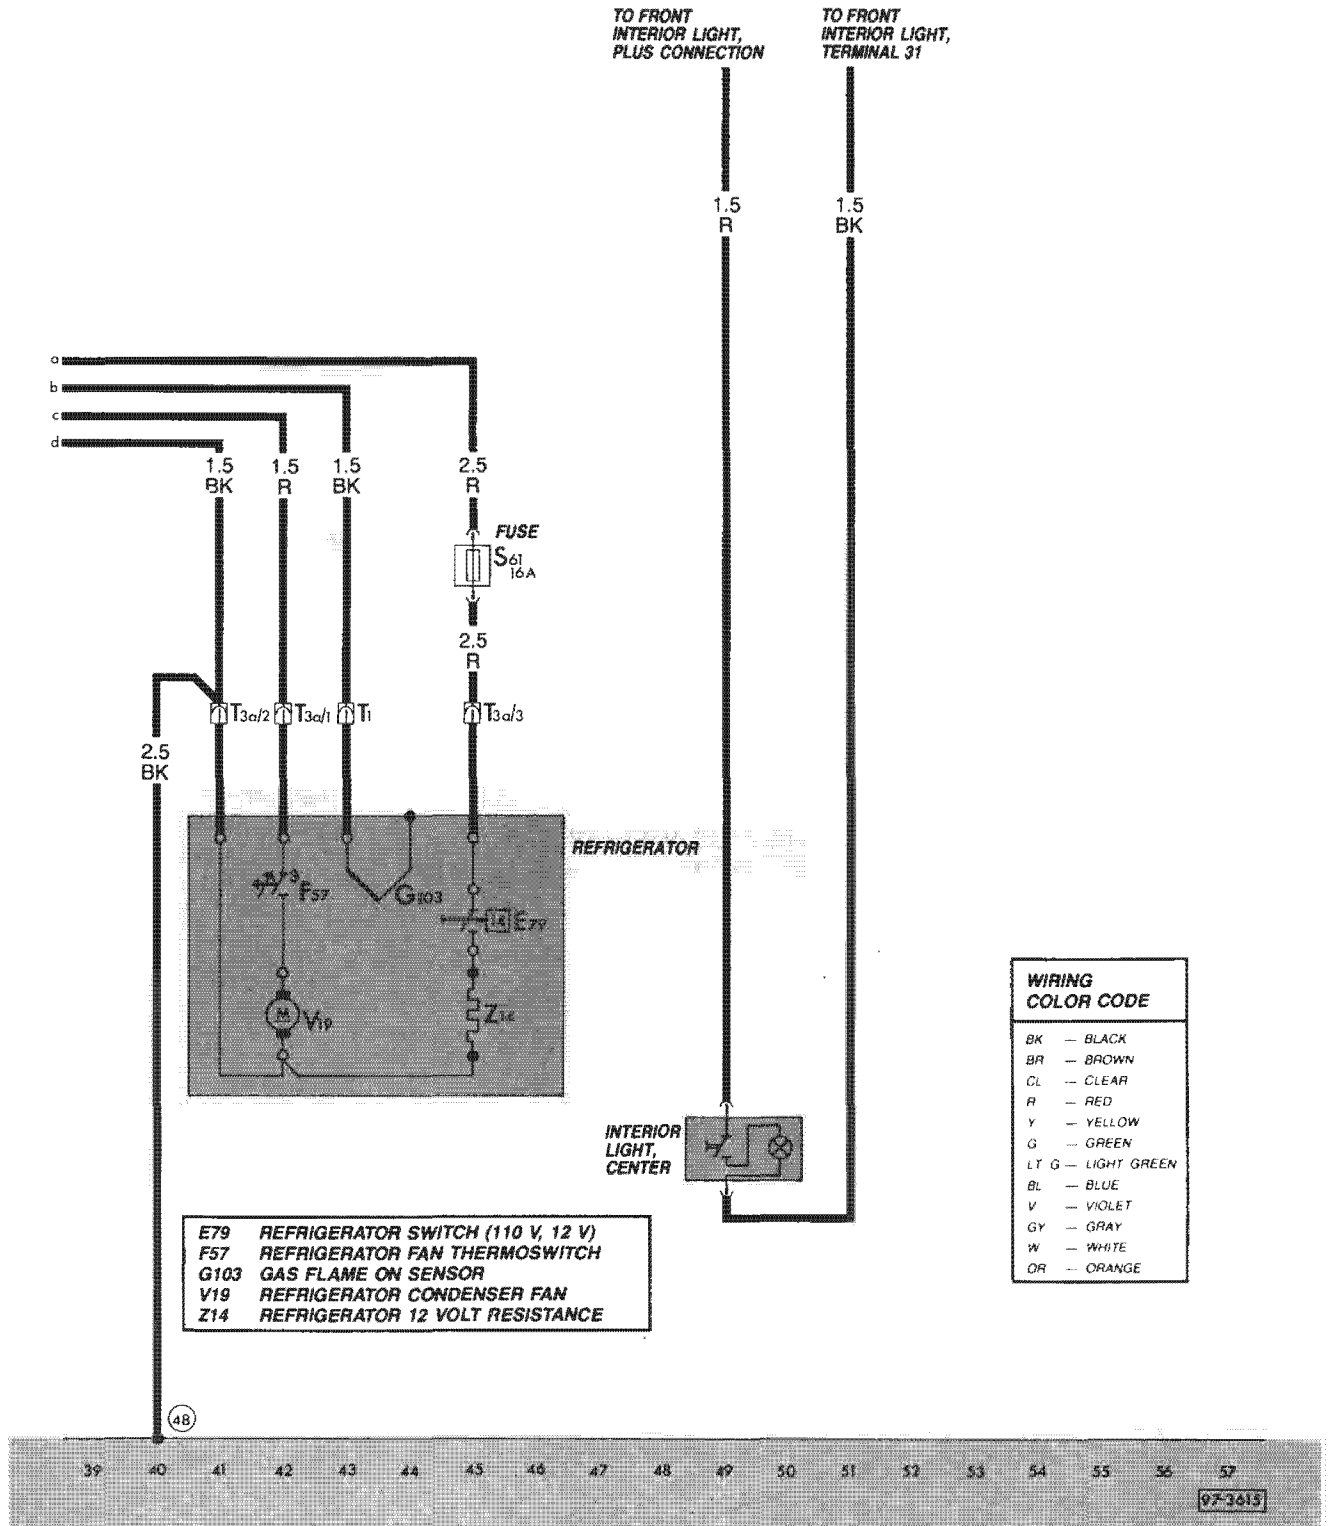 TO FRONT
INTERIOR LIGHT,
PLUS CONNECTION
TO FRONT
INTERIOR LIGHT,
TERMINAL 31
1.5
R
1.5
BK
a
b
c
d
1.5
BK
1.5
R
1.5
BK
2.5
R
FUSE
S61
16A
2.5
R
T3a/2
T3a/1
T1
T3a/3
2.5
BK
REFRIGERATOR
F57
G103
E79
M
V19
Z14
INTERIOR
LIGHT,
CENTER
WIRING
COLOR CODE
BK — BLACK
BR — BROWN
CL — CLEAR
R — RED
Y — YELLOW
G — GREEN
LT G — LIGHT GREEN
BL — BLUE
V — VIOLET
GY — GRAY
W — WHITE
OR — ORANGE
E79 REFRIGERATOR SWITCH (110 V, 12 V)
F57 REFRIGERATOR FAN THERMOSWITCH
G103 GAS FLAME ON SENSOR
V19 REFRIGERATOR CONDENSER FAN
Z14 REFRIGERATOR 12 VOLT RESISTANCE
48
39 40 41 42 43 44 45 46 47 48 49 50 51 52 53 54 55 56 57
97-3615